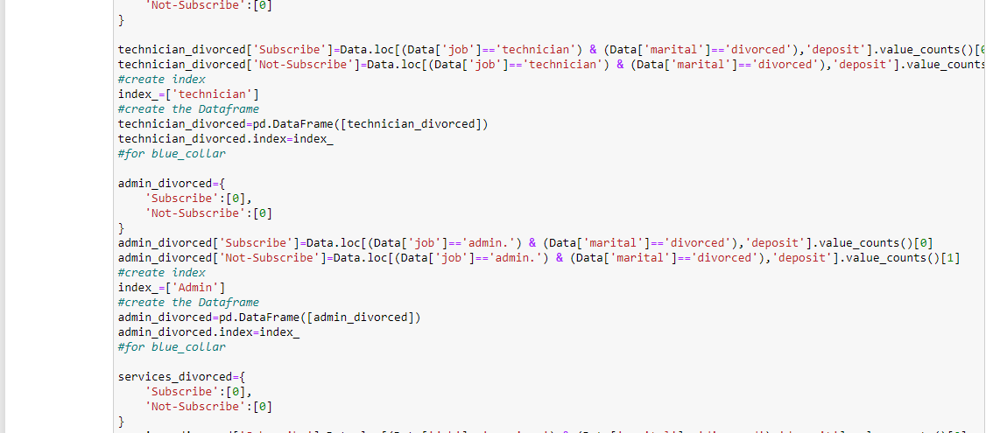 'Not-Subscribe':[0]
}
technician_divorced['Subscribe']=Data.loc[(Data['job']=='technician') & (Data['marital']=='divorced'),'deposit'].value_counts()[
technician_divorced['Not-Subscribe']=Data.loc[(Data['job']=='technician') & (Data['marital']=='divorced'),'deposit'].value_counts
#create index
index_=['technician']
#create the Dataframe
technician_divorced=pd.DataFrame([technician_divorced])
technician_divorced.index=index_
#for blue_collar
admin_divorced={
    'Subscribe':[0],
    'Not-Subscribe':[0]
}
admin_divorced['Subscribe']=Data.loc[(Data['job']=='admin.') & (Data['marital']=='divorced'),'deposit'].value_counts()[0]
admin_divorced['Not-Subscribe']=Data.loc[(Data['job']=='admin.') & (Data['marital']=='divorced'),'deposit'].value_counts()[1]
#create index
index_=['Admin']
#create the Dataframe
admin_divorced=pd.DataFrame([admin_divorced])
admin_divorced.index=index_
#for blue_collar
services_divorced={
    'Subscribe':[0],
    'Not-Subscribe':[0]
}